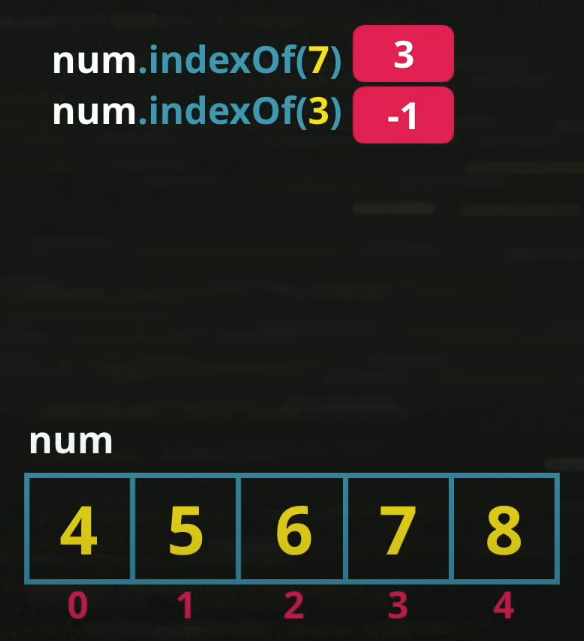 num.indexOf(7) 3
num.indexOf(3) -1
num
4 5 6 7 8
0 1 2 3 4